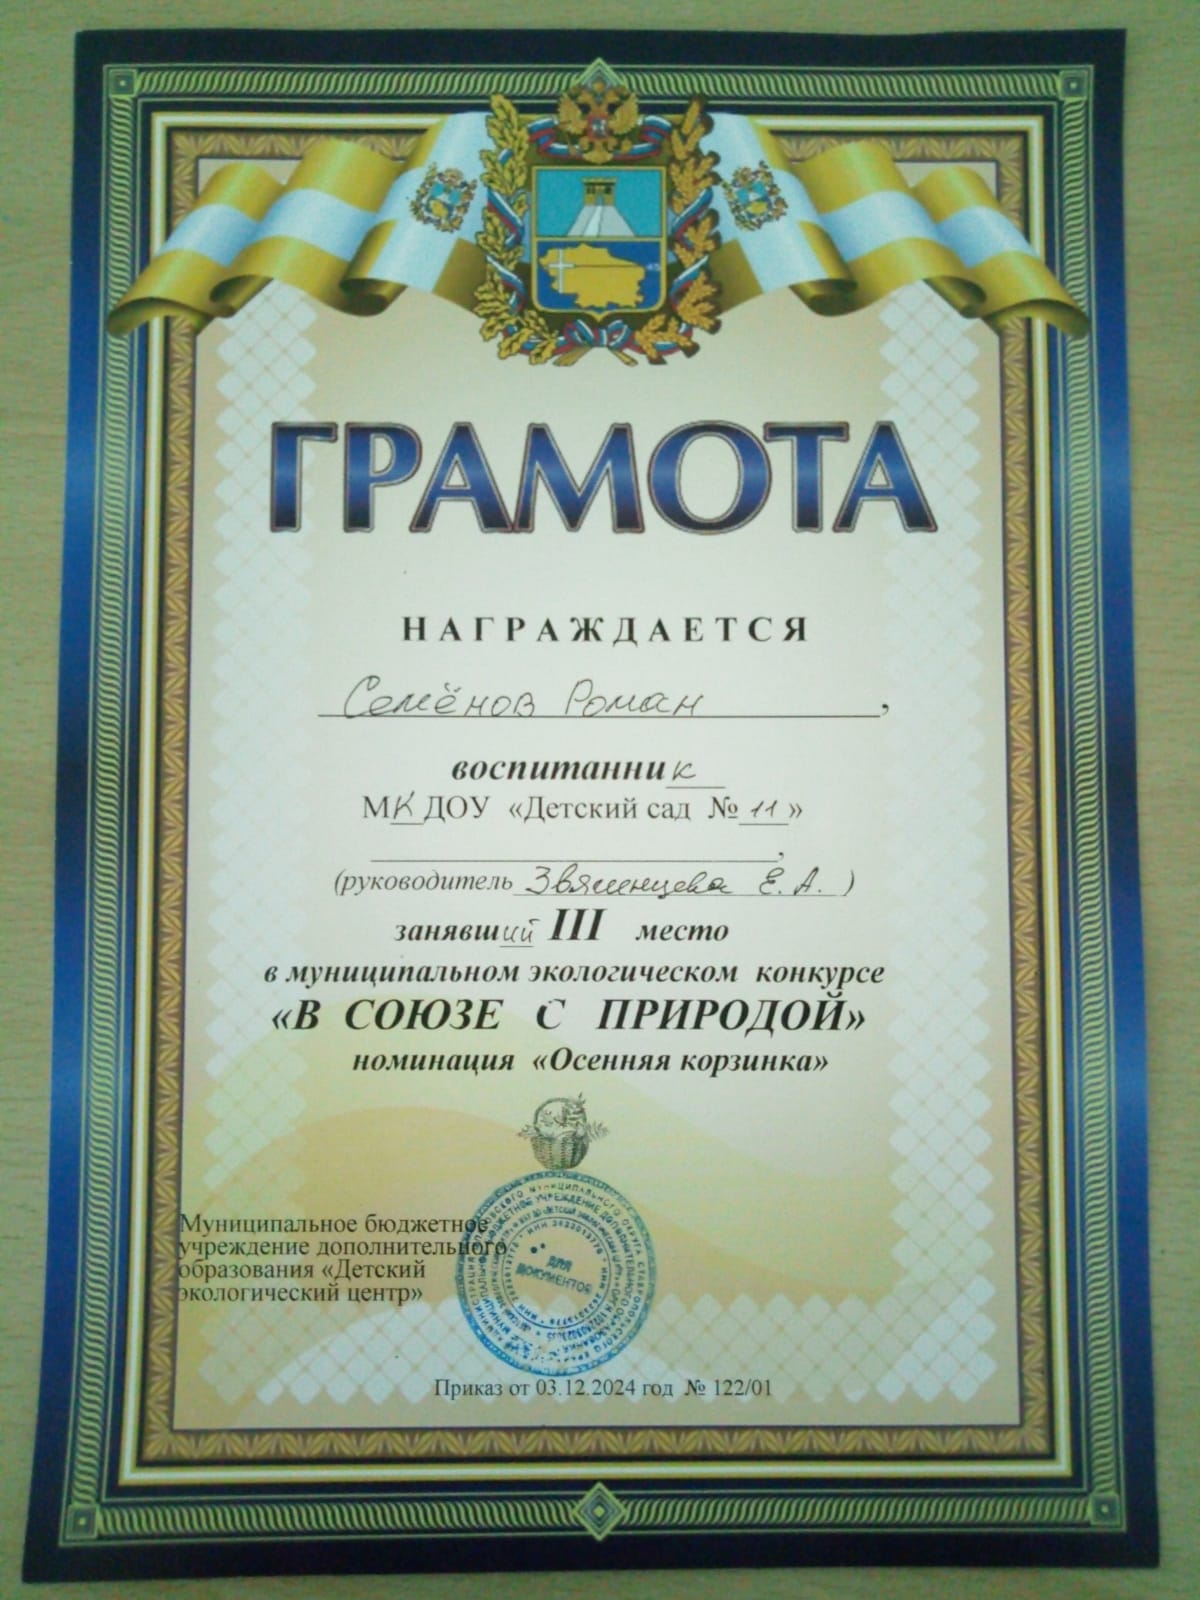 ГРАМОТА
НАГРАЖДАЕТСЯ
Семёнов Роман,
воспитанник
МКДОУ «Детский сад № 11»
,
(руководитель Звягинцева Е. А. )
занявший III место
в муниципальном экологическом конкурсе
«В СОЮЗЕ С ПРИРОДОЙ»
номинация «Осенняя корзинка»
Муниципальное бюджетное
учреждение дополнительного
образования «Детский
экологический центр»
ДЛЯ
ДОКУМЕНТОВ
Приказ от 03.12.2024 год № 122/01